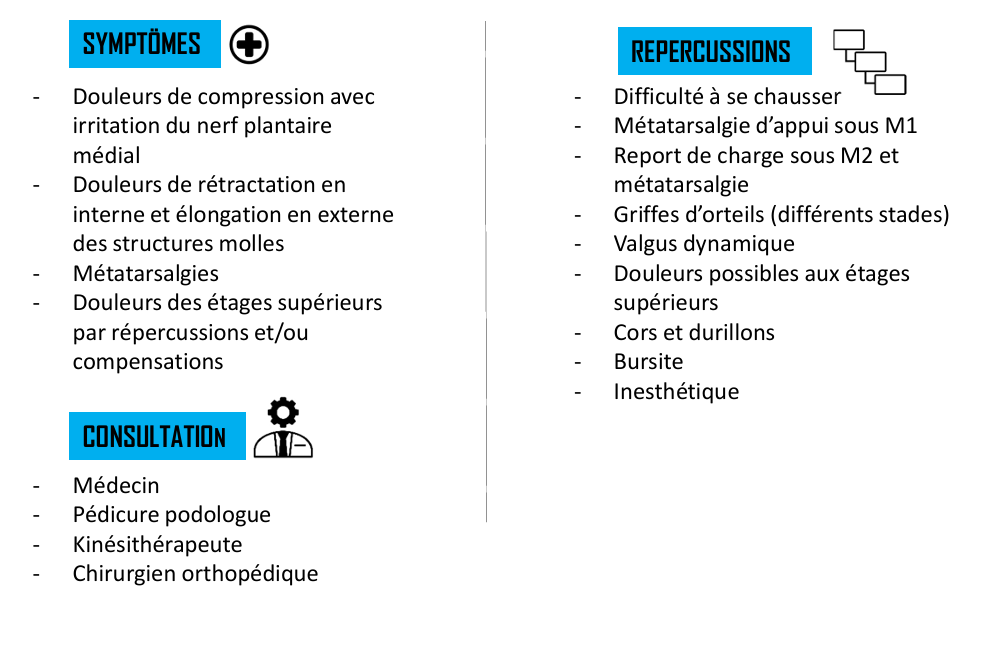 SYMPTÖMES
- Douleurs de compression avec
irritation du nerf plantaire
médial
- Douleurs de rétractation en
interne et élongation en externe
des structures molles
- Métatarsalgies
- Douleurs des étages supérieurs
par répercussions et/ou
compensations
CONSULTATION
- Médecin
- Pédicure podologue
- Kinésithérapeute
- Chirurgien orthopédique
REPERCUSSIONS
- Difficulté à se chausser
- Métatarsalgie d’appui sous M1
- Report de charge sous M2 et
métatarsalgie
- Griffes d’orteils (différents stades)
- Valgus dynamique
- Douleurs possibles aux étages
supérieurs
- Cors et durillons
- Bursite
- Inesthétique